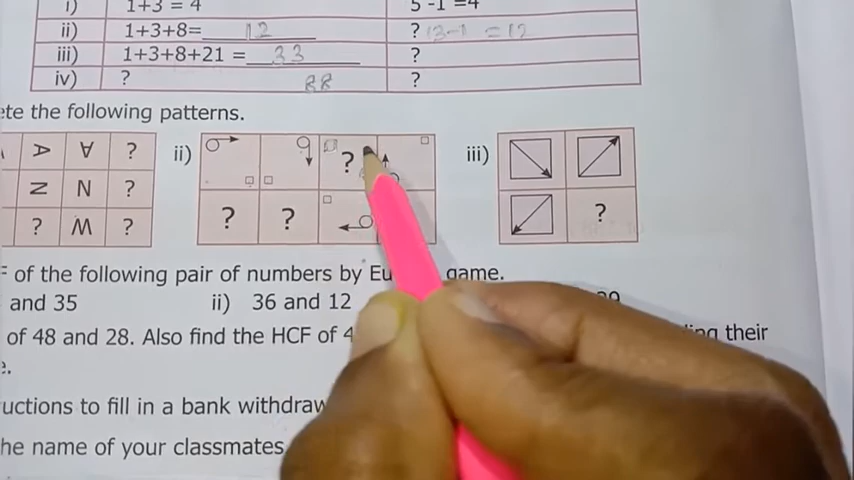 i) 1+3 = 4 5 -1 =4
ii) 1+3+8= 12 ? 13-1 = 12
iii) 1+3+8+21 = 33 ?
iv) ? 88 ?
ete the following patterns.
A A ? ii) ? iii)
N N ? ? ? ?
? W ?
of the following pair of numbers by game.
and 35 ii) 36 and 12
of 48 and 28. Also find the HCF of 4 their
uctions to fill in a bank withdraw
he name of your classmates